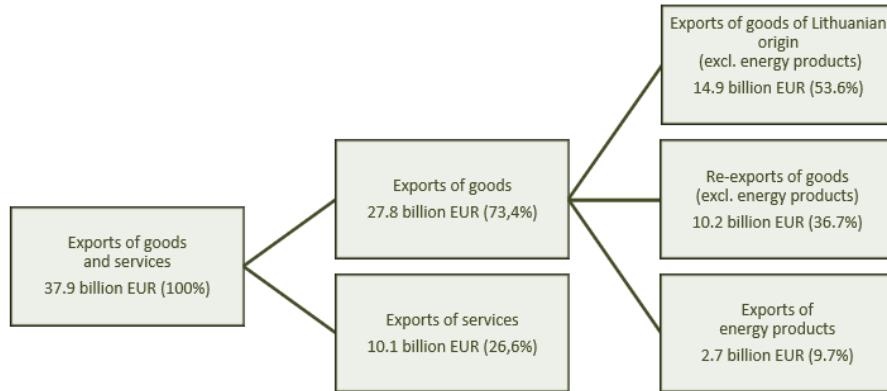 Exports of goods
and services
37.9 billion EUR (100%)
Exports of goods
27.8 billion EUR (73,4%)
Exports of services
10.1 billion EUR (26,6%)
Exports of goods of Lithuanian
origin
(excl. energy products)
14.9 billion EUR (53.6%)
Re-exports of goods
(excl. energy products)
10.2 billion EUR (36.7%)
Exports of
energy products
2.7 billion EUR (9.7%)